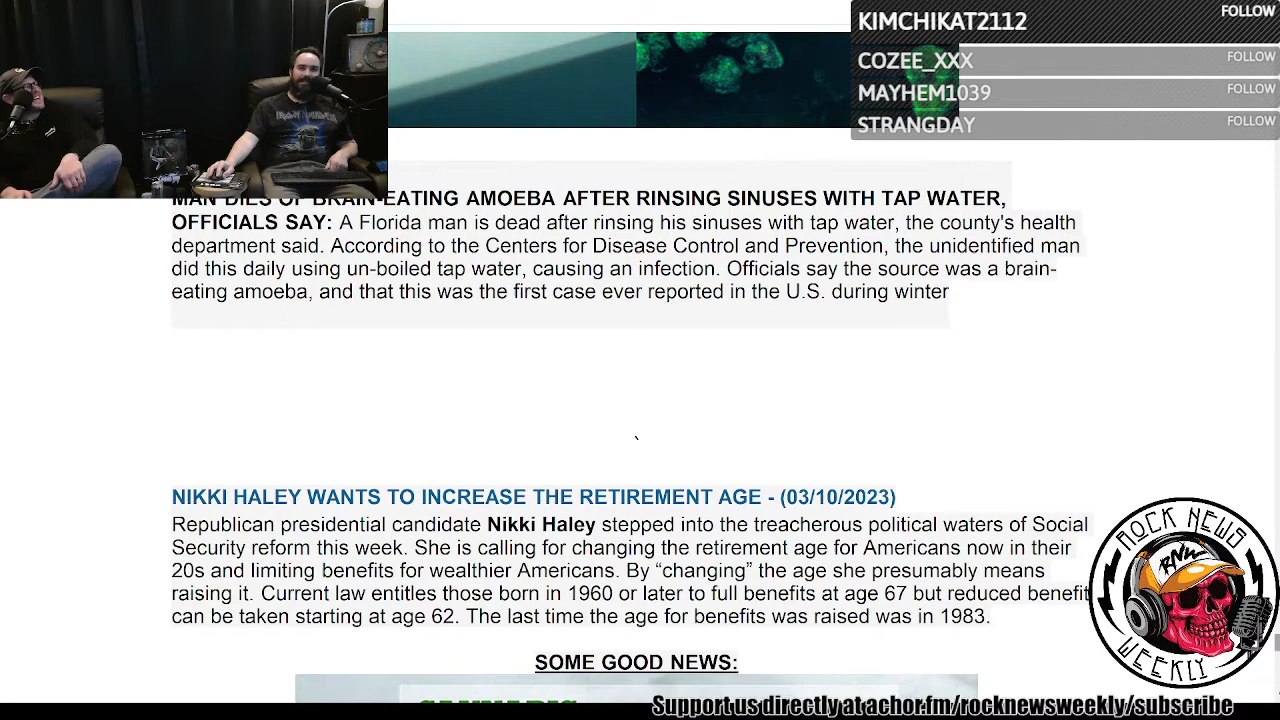 KIMCHIKAT2112 FOLLOW
COZEE_XXX FOLLOW
MAYHEM1039 FOLLOW
STRANGDAY FOLLOW
IRON MAIDEN
MAN DIES OF BRAIN-EATING AMOEBA AFTER RINSING SINUSES WITH TAP WATER,
OFFICIALS SAY: A Florida man is dead after rinsing his sinuses with tap water, the county's health
department said. According to the Centers for Disease Control and Prevention, the unidentified man
did this daily using un-boiled tap water, causing an infection. Officials say the source was a brain-
eating amoeba, and that this was the first case ever reported in the U.S. during winter
`
NIKKI HALEY WANTS TO INCREASE THE RETIREMENT AGE - (03/10/2023)
Republican presidential candidate Nikki Haley stepped into the treacherous political waters of Social
Security reform this week. She is calling for changing the retirement age for Americans now in their
20s and limiting benefits for wealthier Americans. By “changing” the age she presumably means
raising it. Current law entitles those born in 1960 or later to full benefits at age 67 but reduced benefit
can be taken starting at age 62. The last time the age for benefits was raised was in 1983.
SOME GOOD NEWS:
ROCK NEWS
RNW
WEEKLY
Support us directly at achor.fm/rocknewsweekly/subscribe